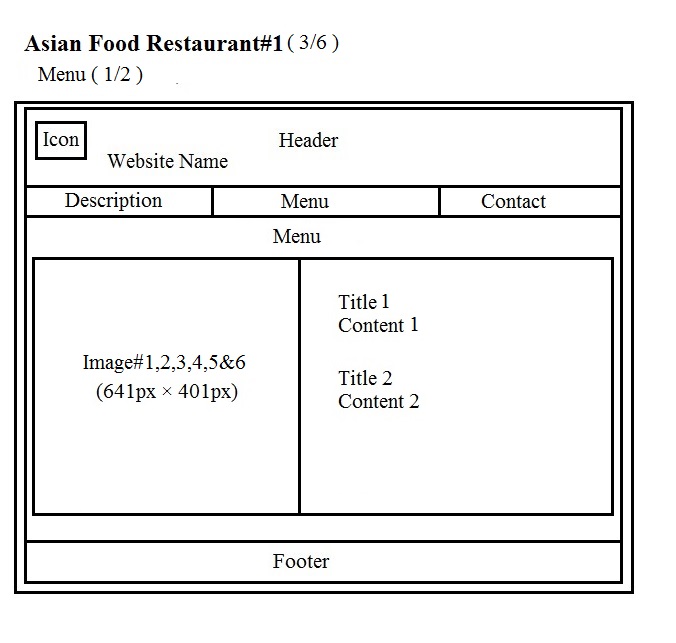 Asian Food Restaurant#1 ( 3/6 )
Menu ( 1/2 )
Icon
Header
Website Name
Description
Menu
Contact
Menu
Image#1,2,3,4,5&6
(641px × 401px)
Title 1
Content 1
Title 2
Content 2
Footer